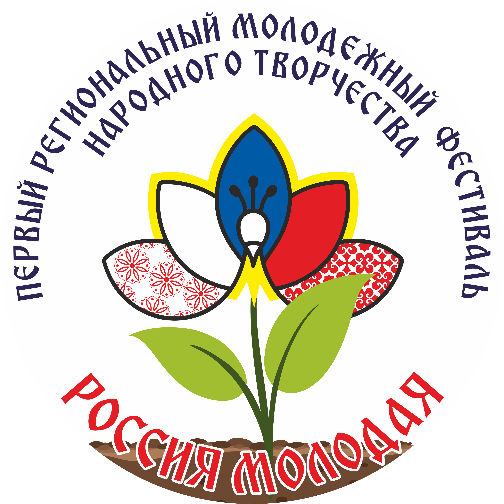 ПЕРВЫЙ РЕГИОНАЛЬНЫЙ МОЛОДЕЖНЫЙ ФЕСТИВАЛЬ
НАРОДНОГО ТВОРЧЕСТВА
РОССИЯ МОЛОДАЯ